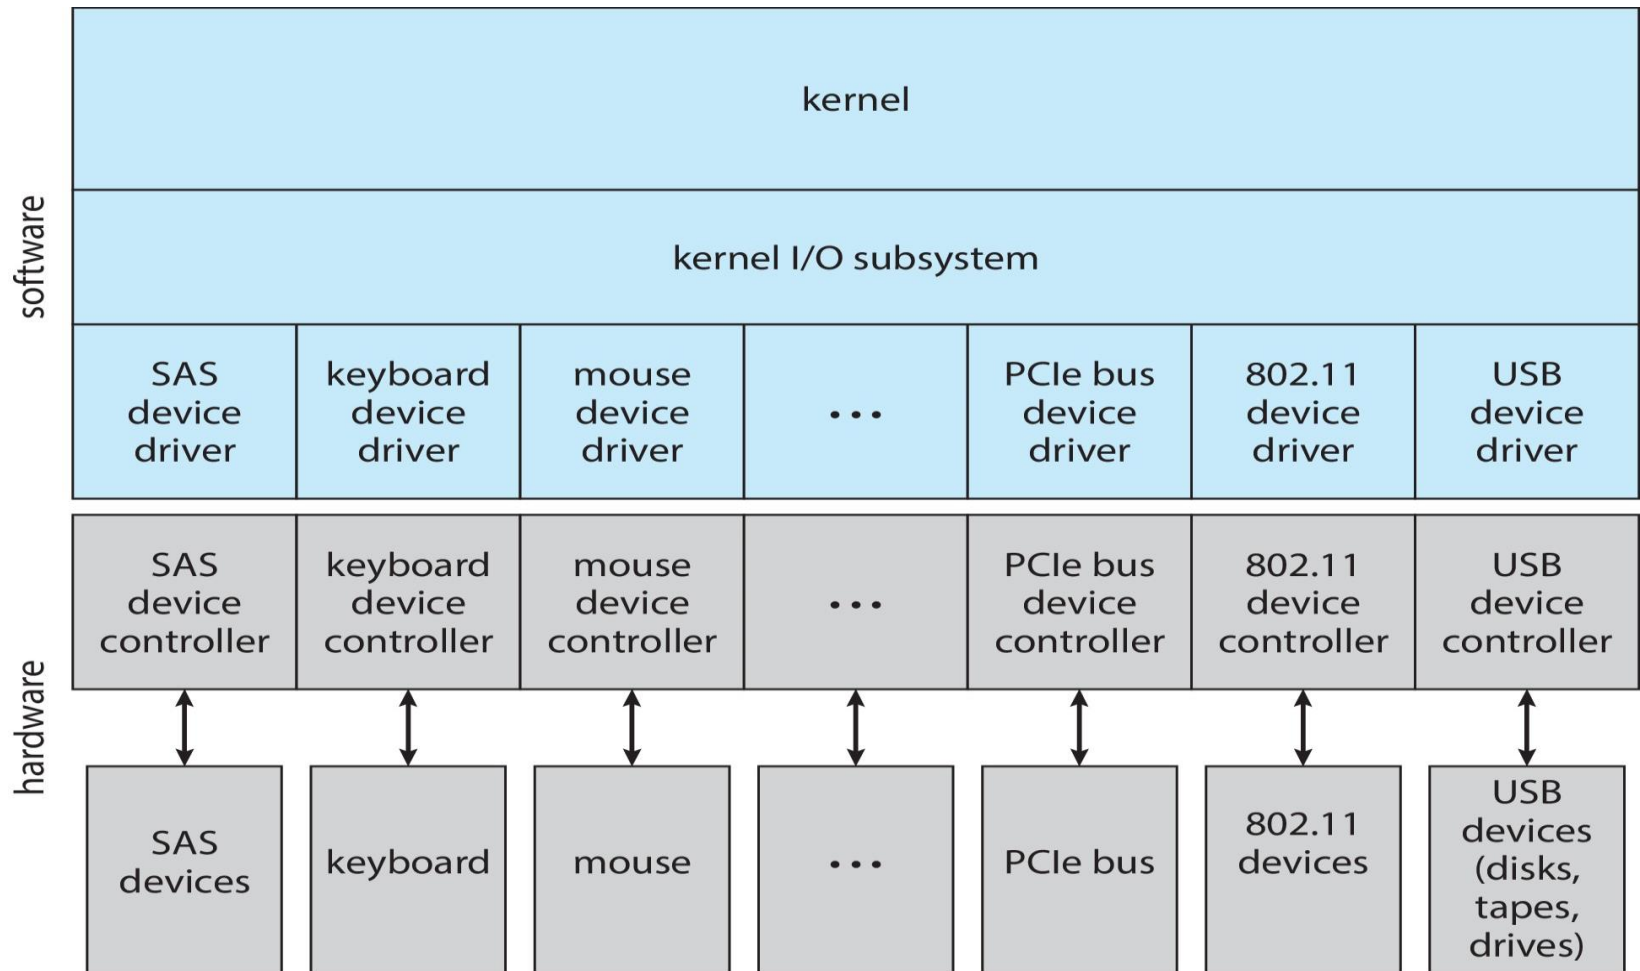 software
kernel
kernel I/O subsystem
SAS
device
driver
keyboard
device
driver
mouse
device
driver
...
PCIe bus
device
driver
802.11
device
driver
USB
device
driver
hardware
SAS
device
controller
keyboard
device
controller
mouse
device
controller
...
PCIe bus
device
controller
802.11
device
controller
USB
device
controller
SAS
devices
keyboard
mouse
...
PCIe bus
802.11
devices
USB
devices
(disks,
tapes,
drives)